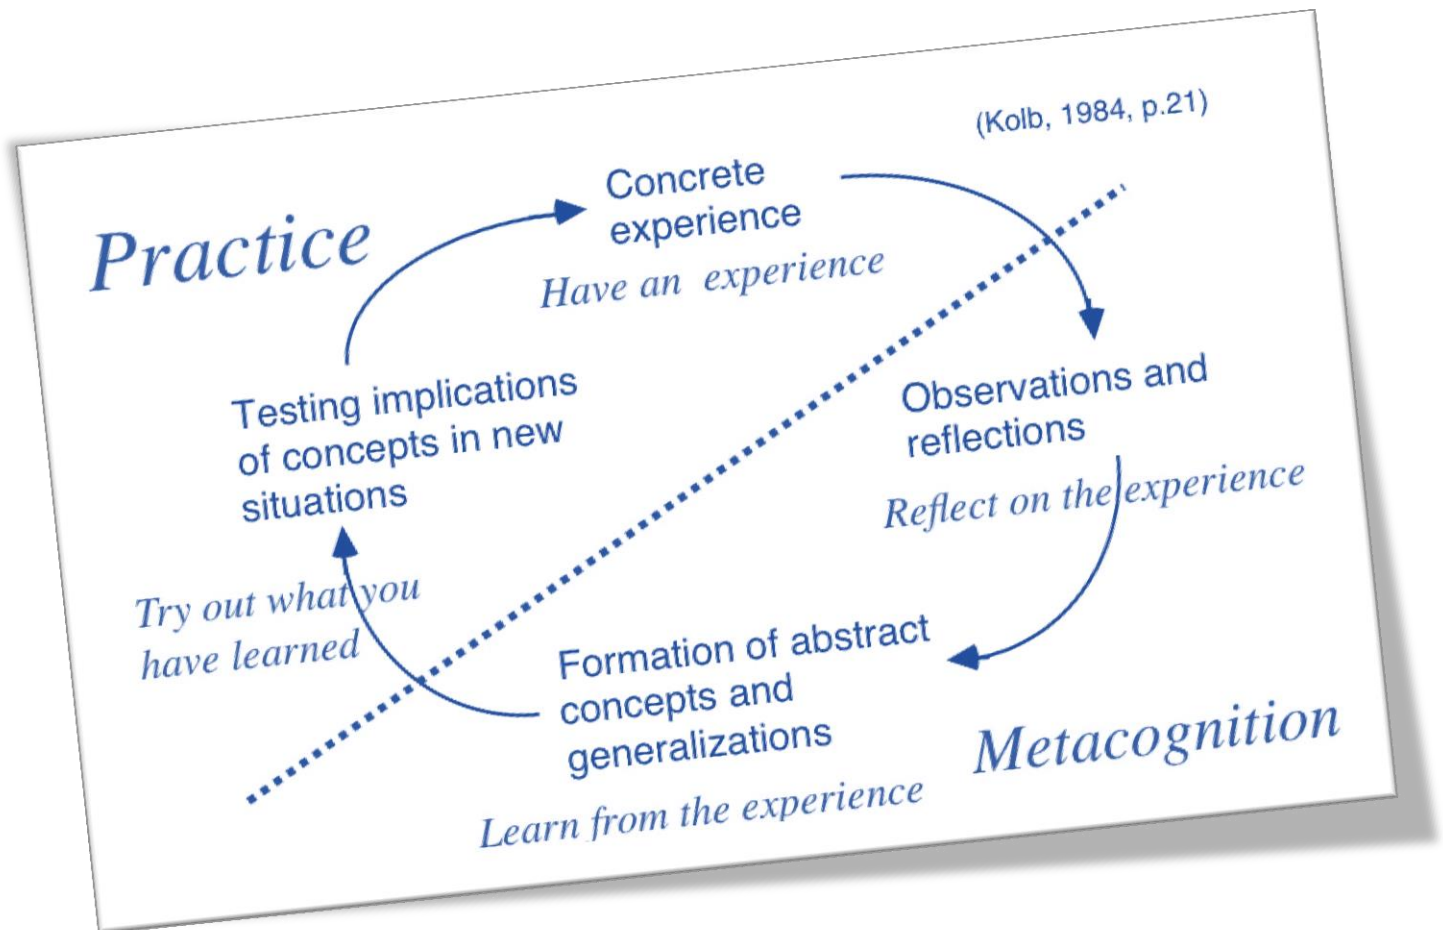 (Kolb, 1984, p.21)
Practice
Concrete
experience
Have an experience
Observations and
reflections
Reflect on the experience
Formation of abstract
concepts and
generalizations
Learn from the experience
Metacognition
Testing implications
of concepts in new
situations
Try out what you
have learned